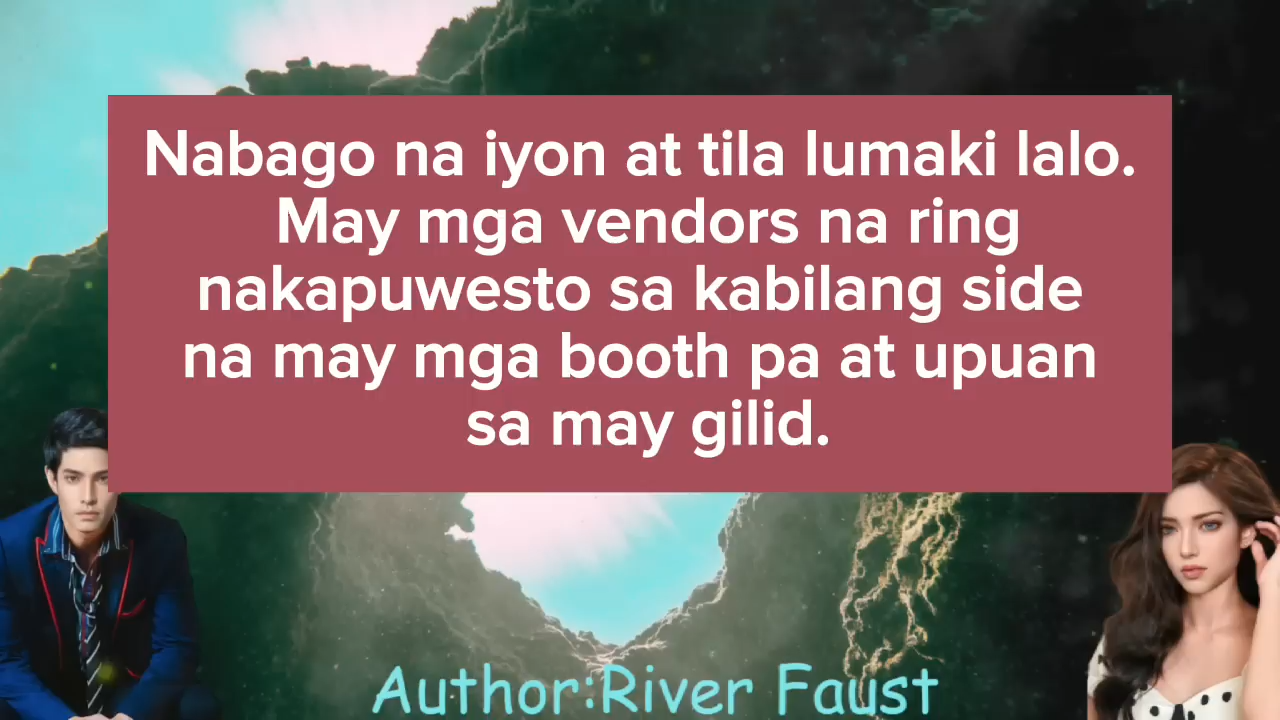 Nabago na iyon at tila lumaki lalo.
May mga vendors na ring
nakapuwesto sa kabilang side
na may mga booth pa at upuan
sa may gilid.
Author:River Faust